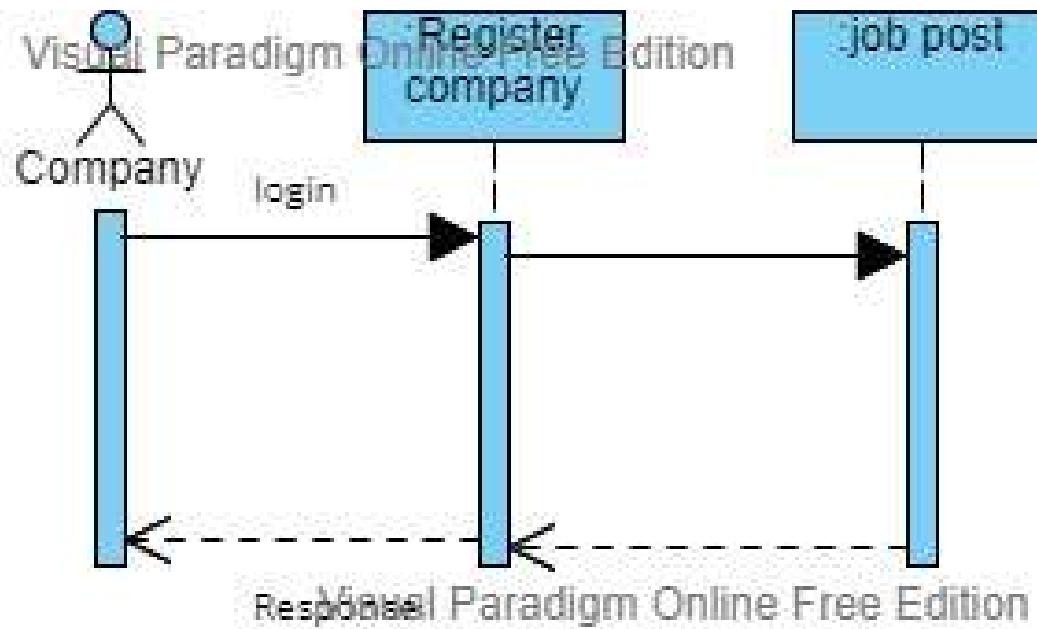 Visual Paradigm Online Free Edition
Company
:Register
company
:job post
login
Response
Visual Paradigm Online Free Edition